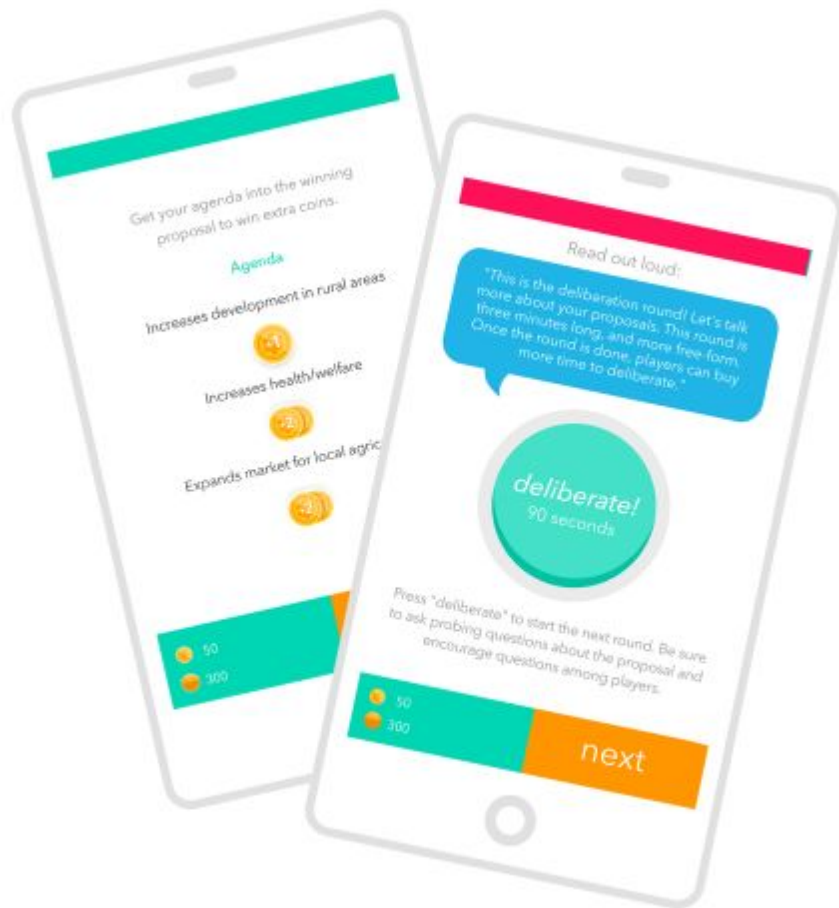 Get your agenda into the winning
proposal to win extra coins.
Agenda
Increases development in rural areas
+1
Increases health/welfare
+2
Expands market for local agric
50
300
Read out loud:
"This is the deliberation round! Let's talk
more about your proposals. This round is
three minutes long, and more free-form.
Once the round is done, players can buy
more time to deliberate."
deliberate!
90 seconds
Press "deliberate" to start the next round. Be sure
to ask probing questions about the proposal and
encourage questions among players.
50
300
next